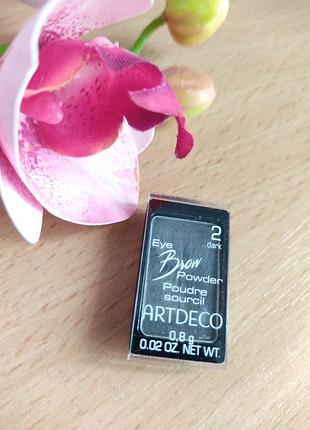 2
dark
Eye
Brow
Powder
Poudre
sourcil
ARTDECO
0,8 g
0.02 OZ. NET WT.